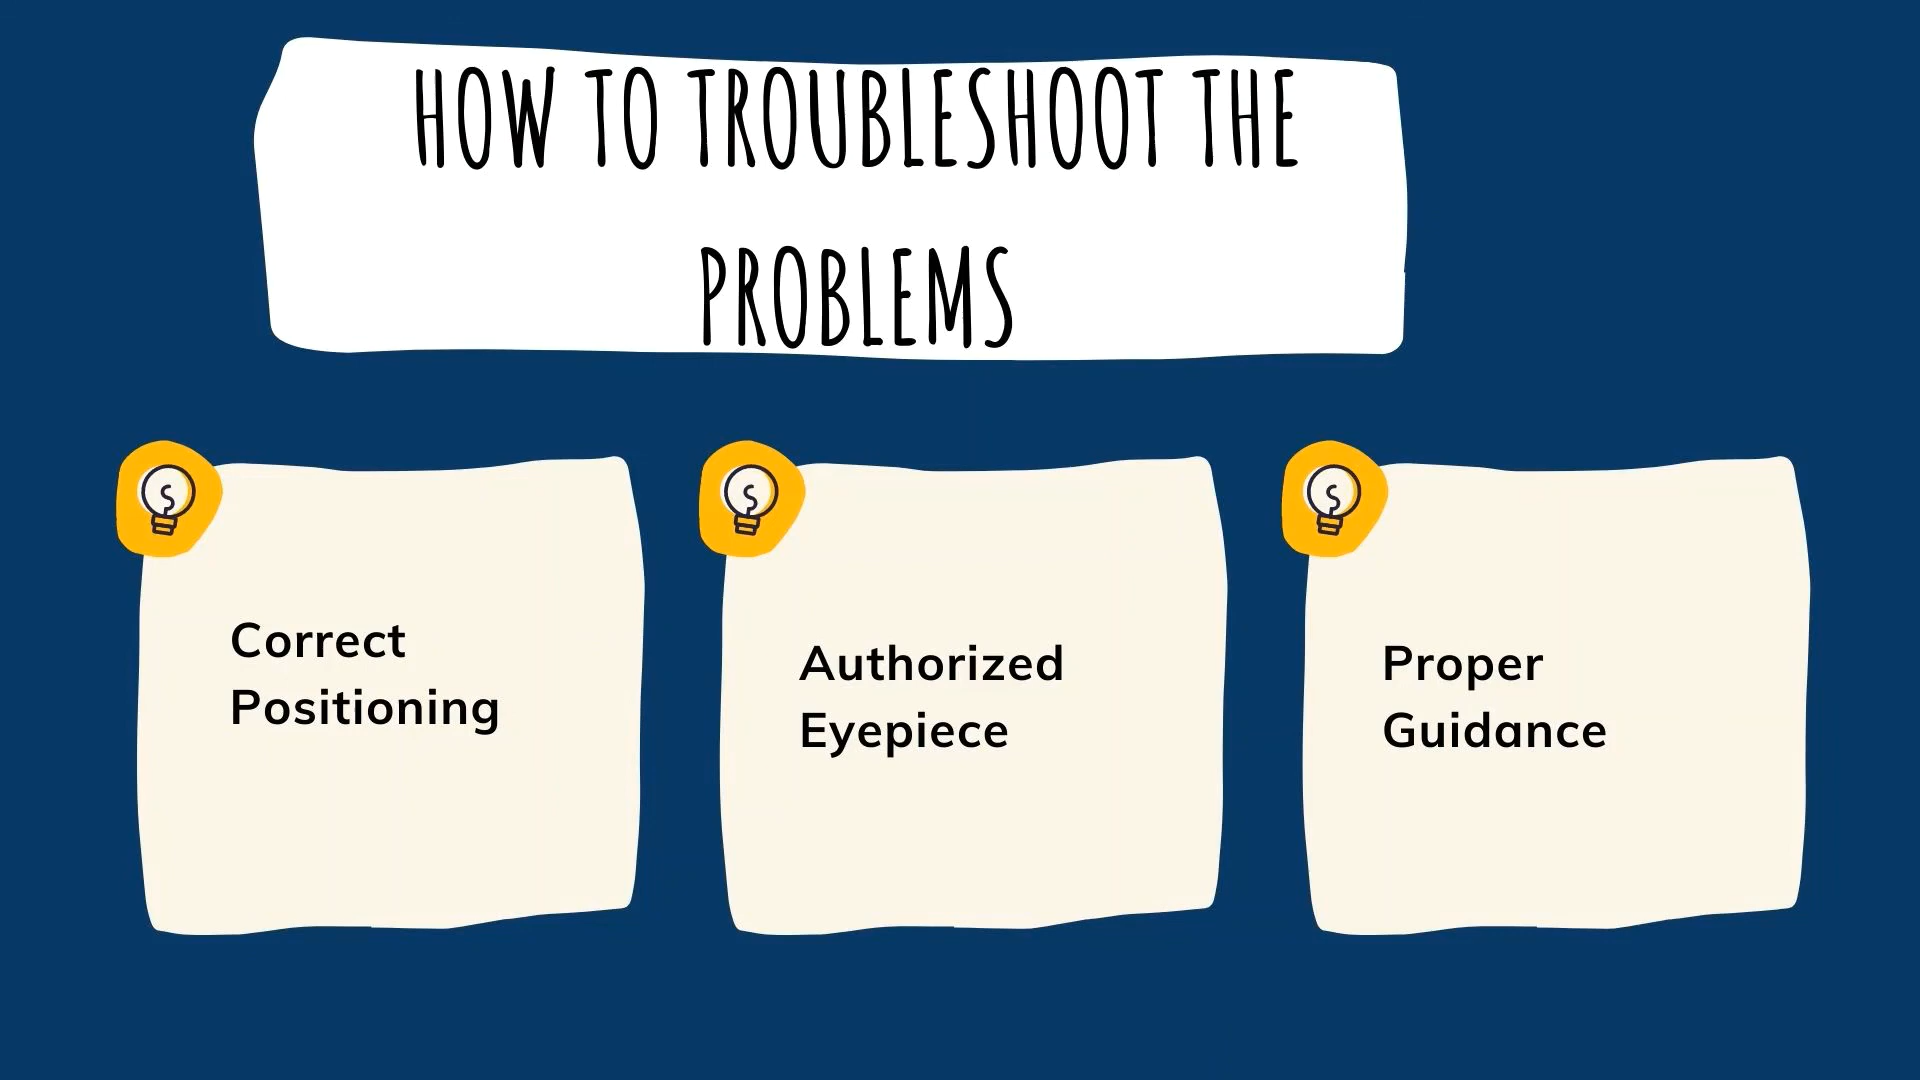 HOW TO TROUBLESHOOT THE
PROBLEMS
Correct
Positioning
Authorized
Eyepiece
Proper
Guidance